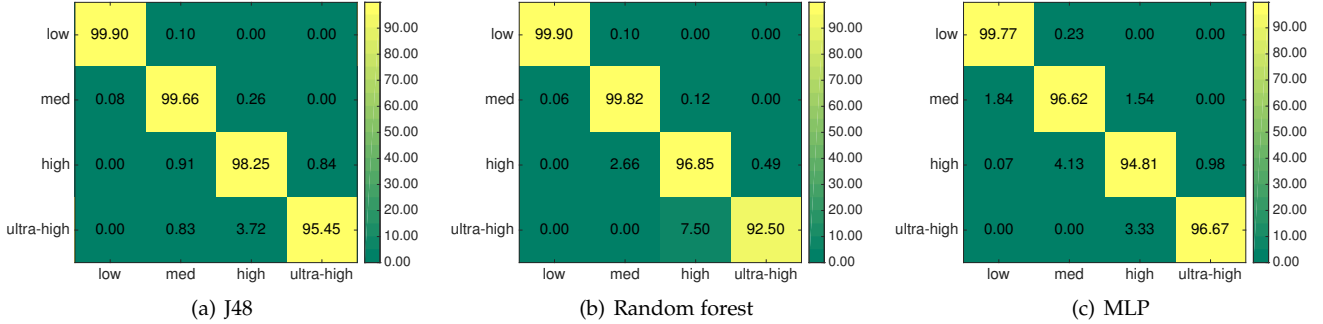 low 99.90 0.10 0.00 0.00
med 0.08 99.66 0.26 0.00
high 0.00 0.91 98.25 0.84
ultra-high 0.00 0.83 3.72 95.45
low med high ultra-high
90.00
80.00
70.00
60.00
50.00
40.00
30.00
20.00
10.00
0.00
(a) J48
low 99.90 0.10 0.00 0.00
med 0.06 99.82 0.12 0.00
high 0.00 2.66 96.85 0.49
ultra-high 0.00 0.00 7.50 92.50
low med high ultra-high
90.00
80.00
70.00
60.00
50.00
40.00
30.00
20.00
10.00
0.00
(b) Random forest
low 99.77 0.23 0.00 0.00
med 1.84 96.62 1.54 0.00
high 0.07 4.13 94.81 0.98
ultra-high 0.00 0.00 3.33 96.67
low med high ultra-high
90.00
80.00
70.00
60.00
50.00
40.00
30.00
20.00
10.00
0.00
(c) MLP